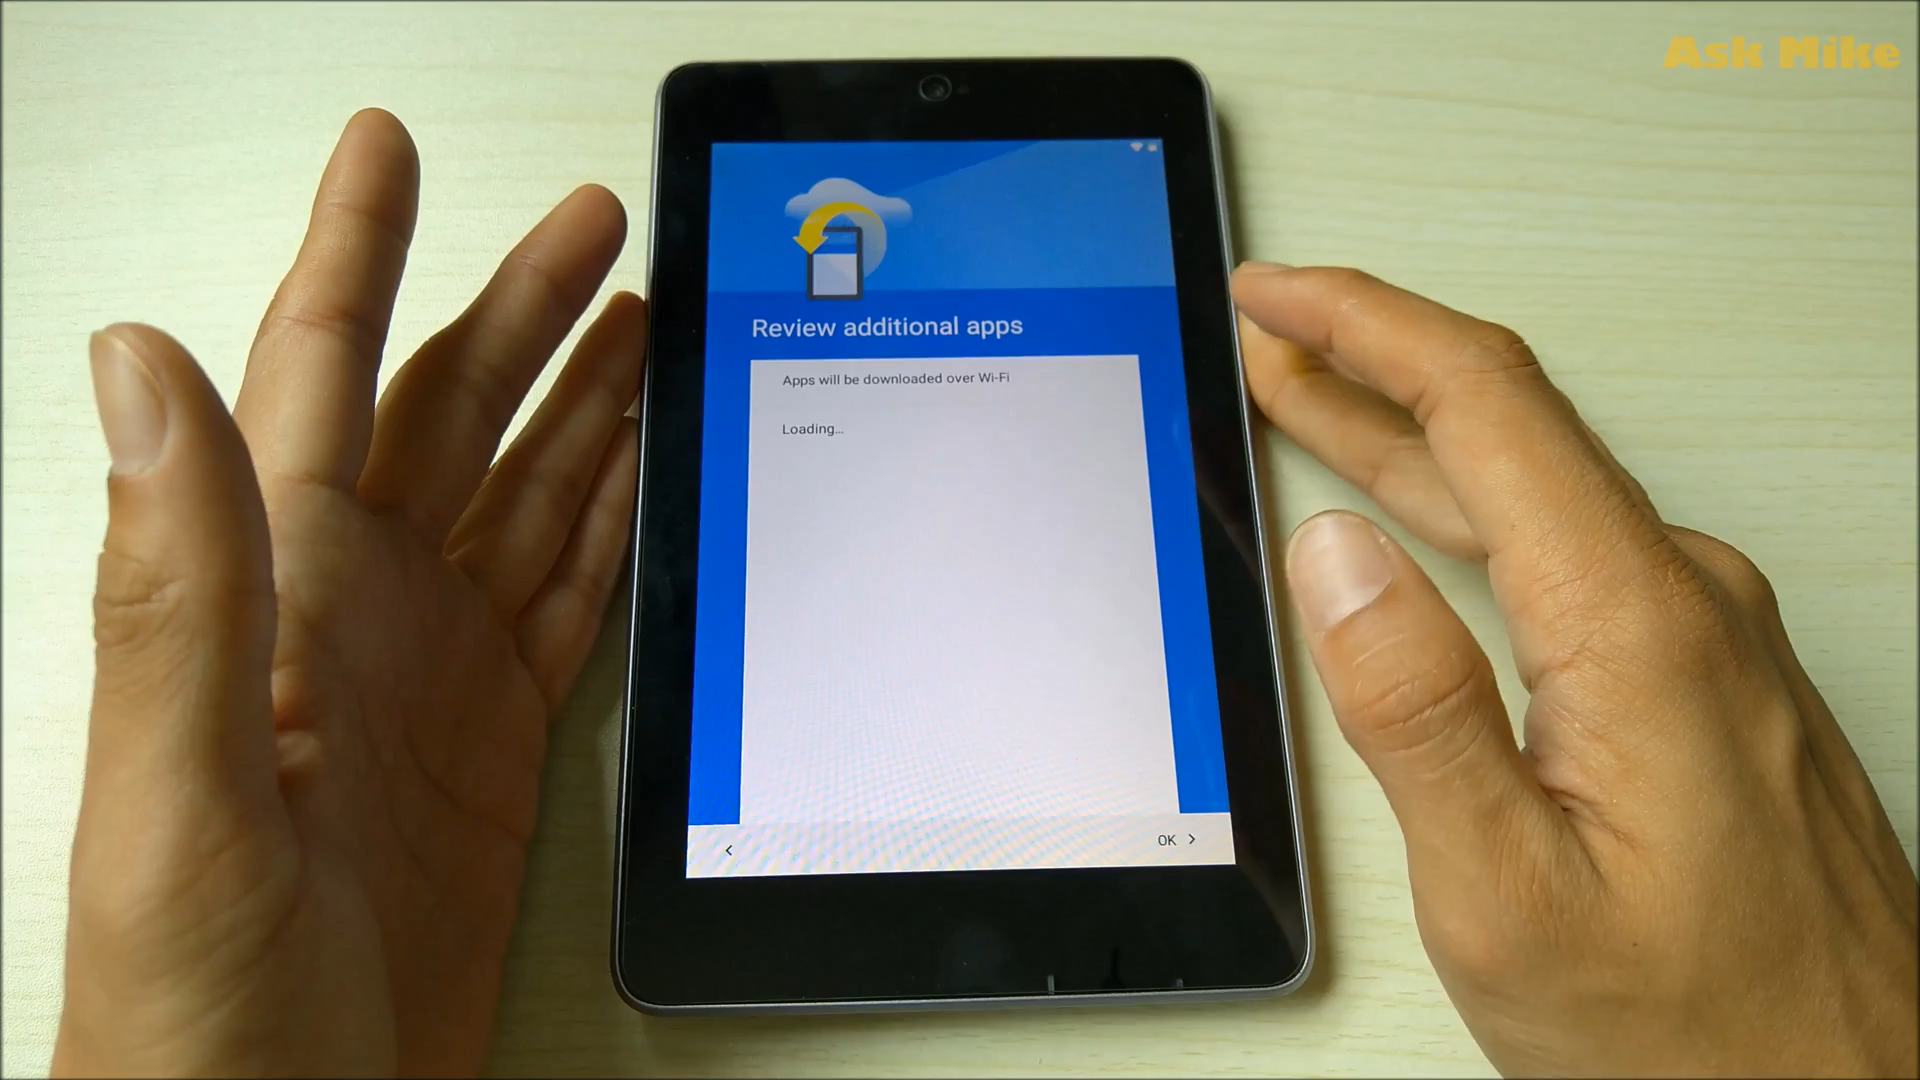 Ask Mike
Review additional apps
Apps will be downloaded over Wi-Fi
Loading...
OK